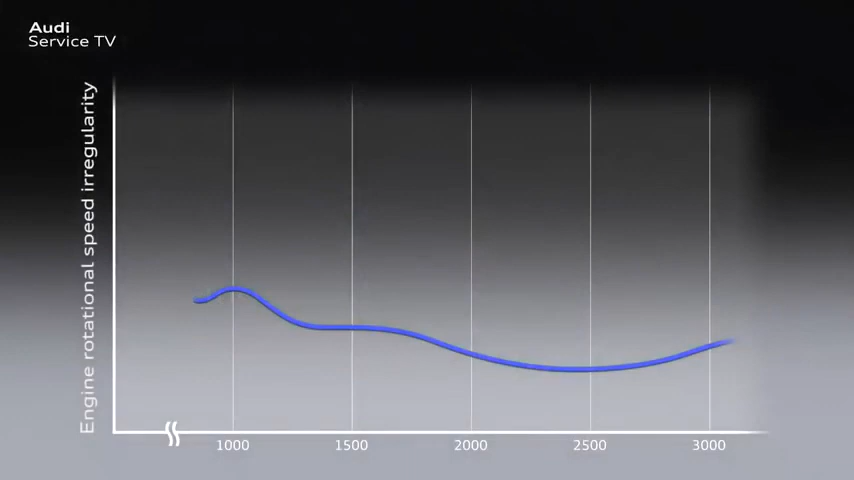 Audi
Service TV
Engine rotational speed irregularity
1000 1500 2000 2500 3000